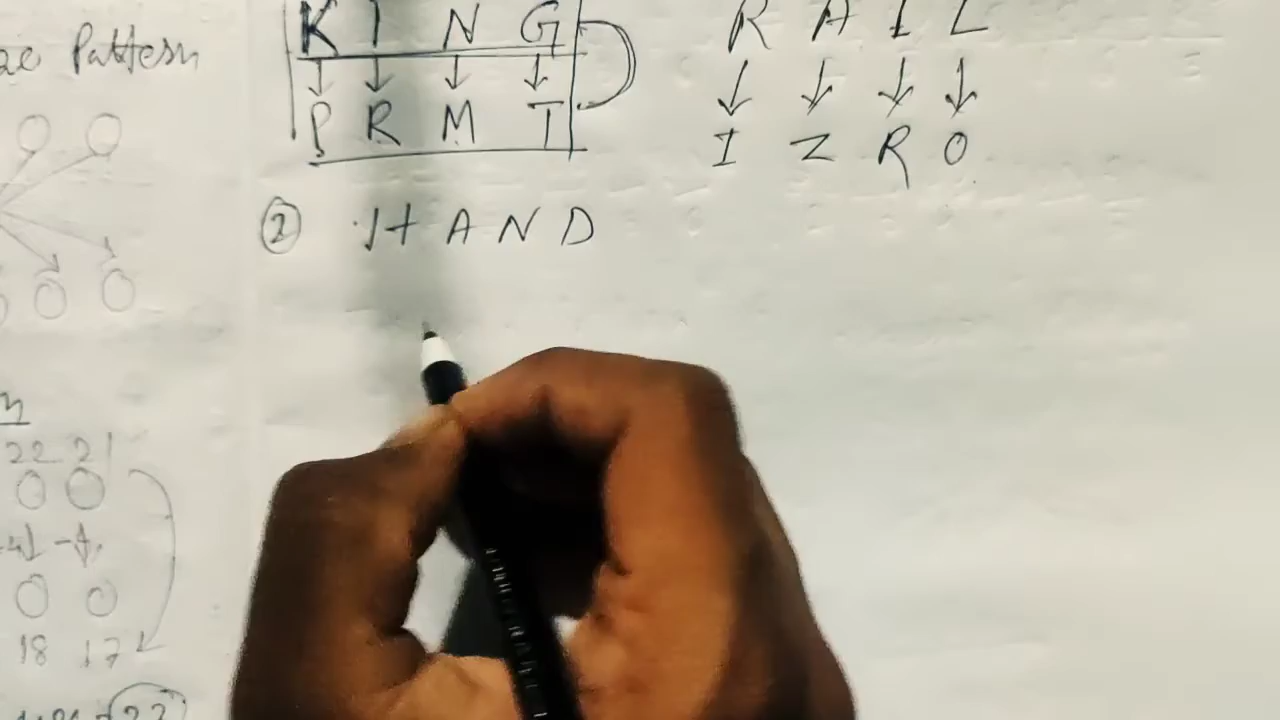 Pattern
K I N G
P R M T
R A I L
I Z R O
② H A N D
22 21
18 17